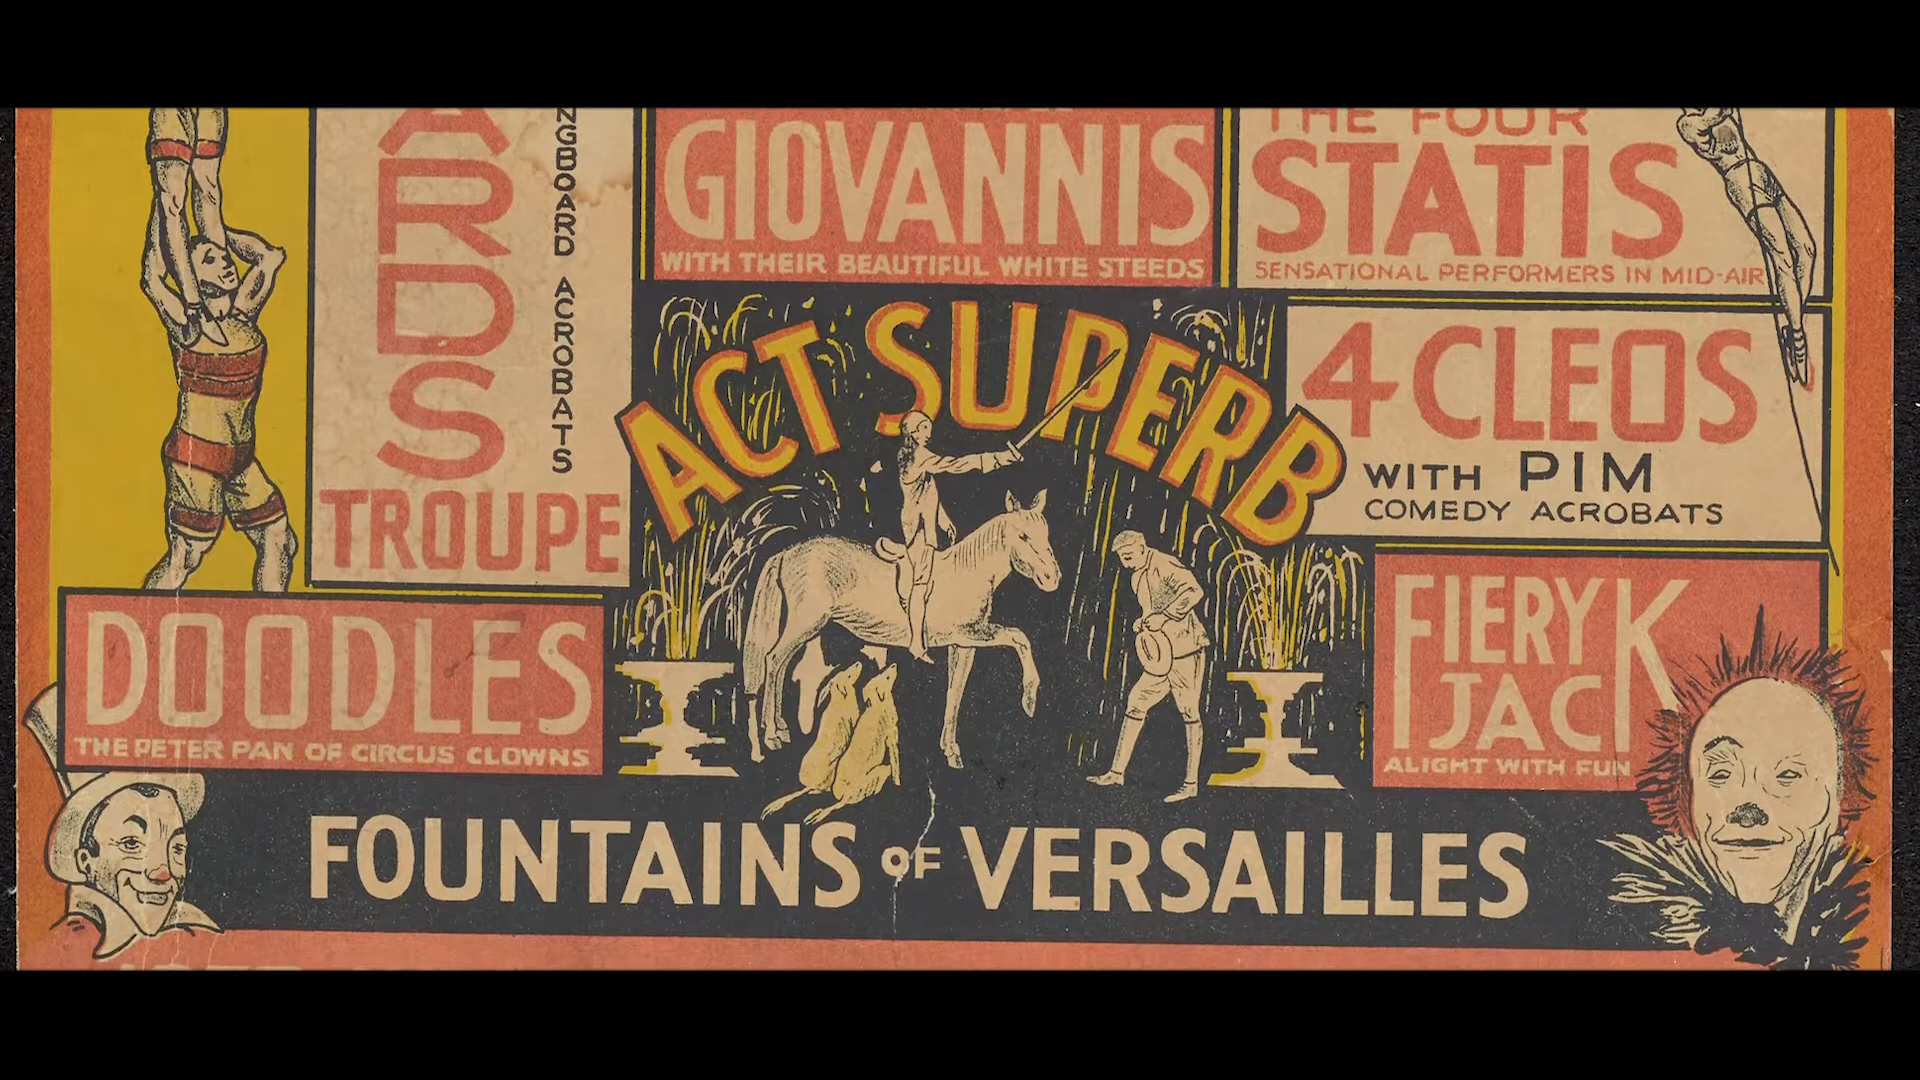 ARDS
TROUPE
NGBOARD ACROBATS
GIOVANNIS
WITH THEIR BEAUTIFUL WHITE STEEDS
THE FOUR
STATIS
SENSATIONAL PERFORMERS IN MID-AIR
ACT SUPERB
4 CLEOS
WITH PIM
COMEDY ACROBATS
DOODLES
THE PETER PAN OF CIRCUS CLOWNS
FIERY
JACK
ALIGHT WITH FUN
FOUNTAINS OF VERSAILLES